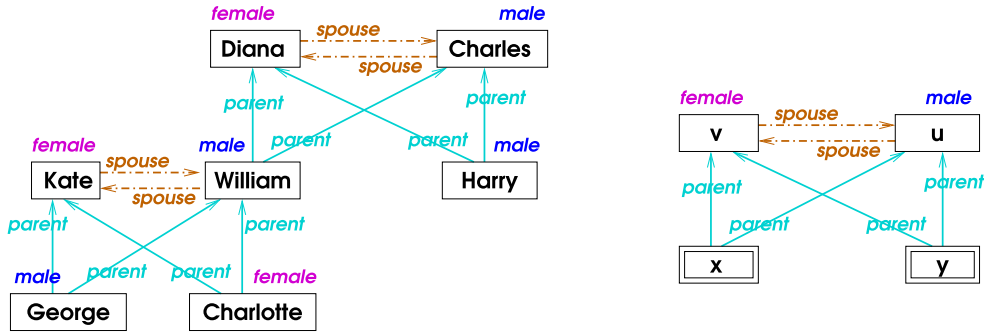 female
male
spouse
Diana
Charles
spouse
parent
parent
parent
parent
female
male
male
spouse
Kate
William
Harry
spouse
parent
parent
parent
parent
male
female
George
Charlotte
female
male
spouse
v
u
spouse
parent
parent
parent
parent
x
y